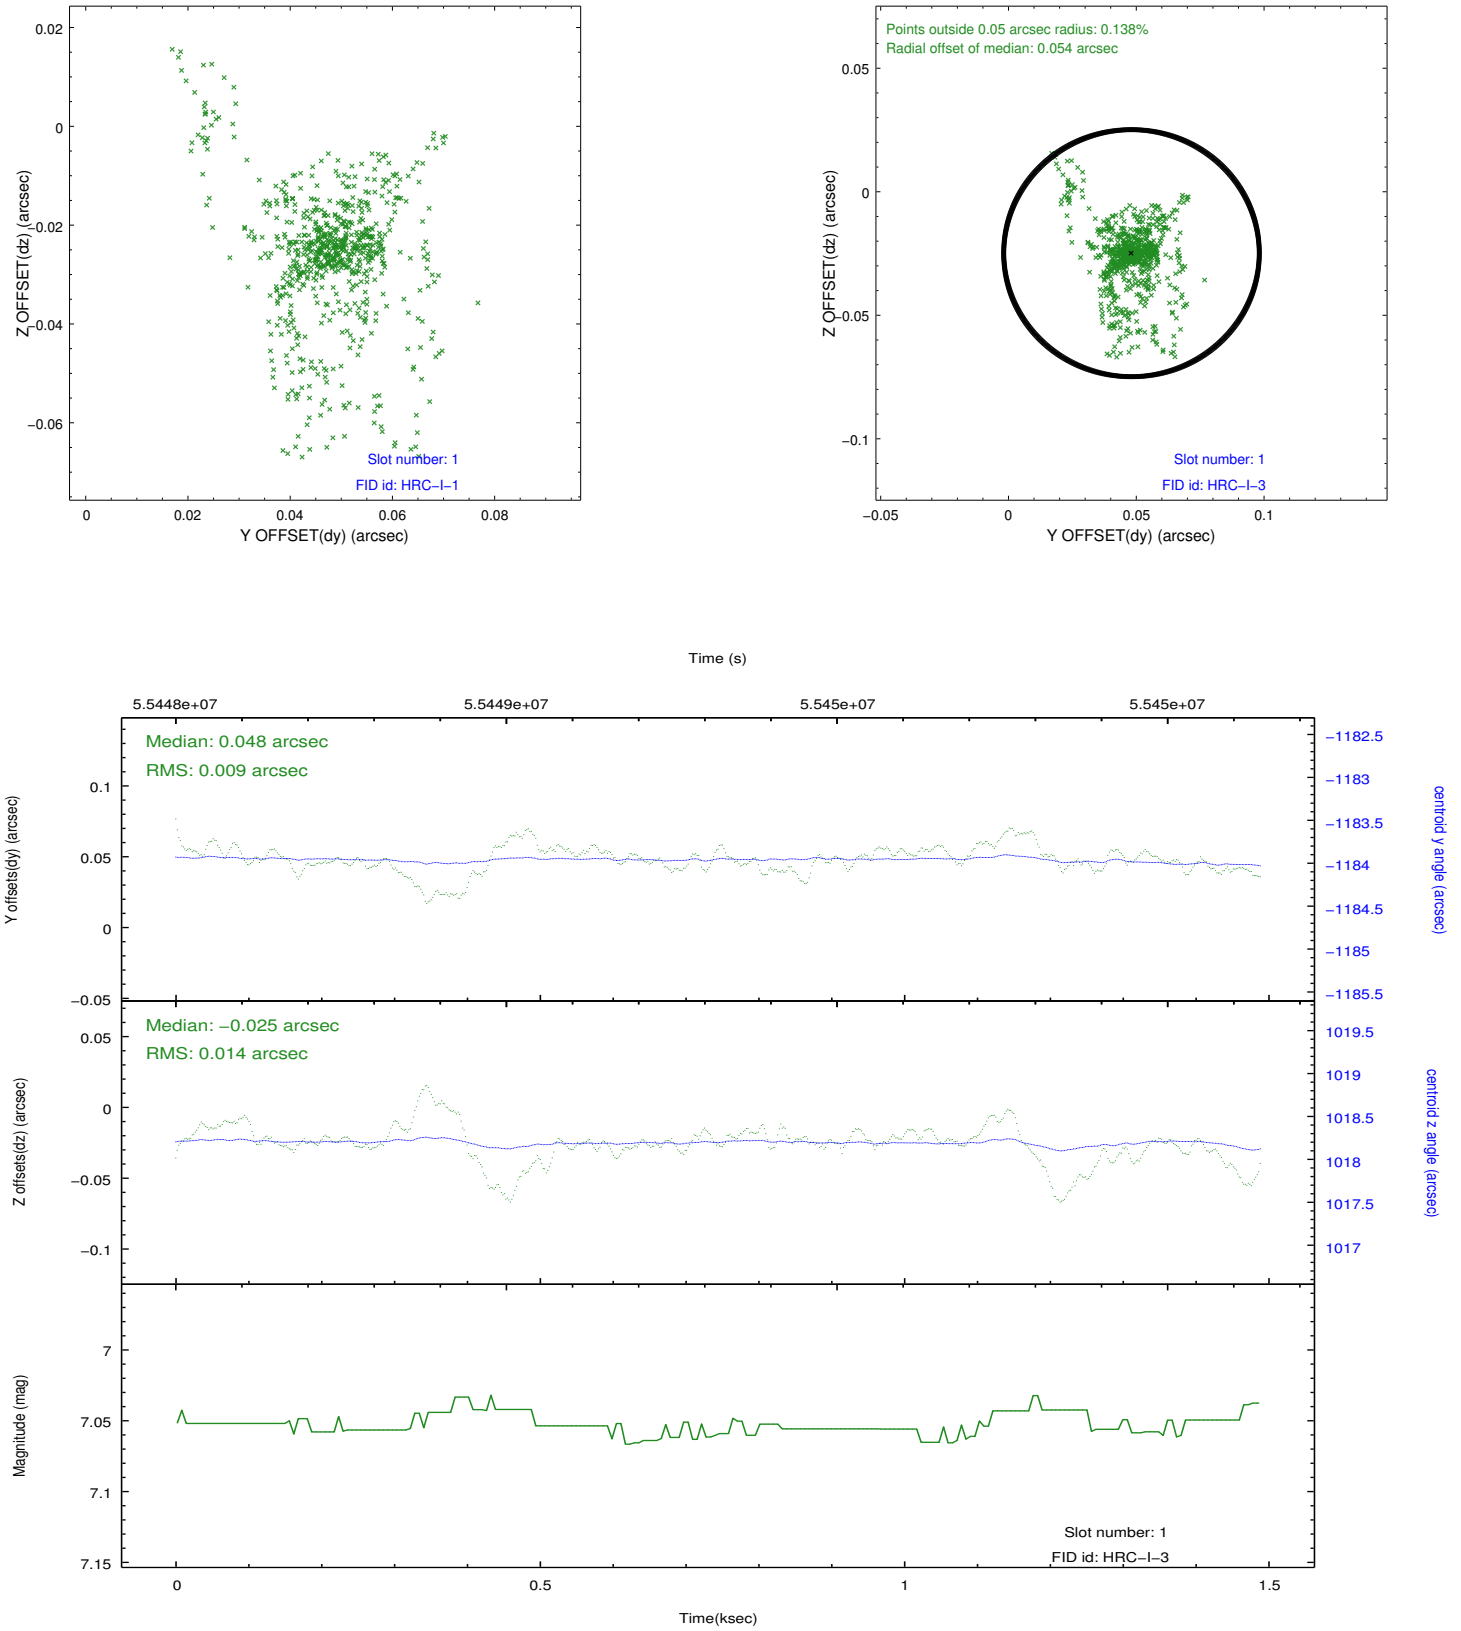 0.02
0
−0.02
−0.04
−0.06
Z OFFSET(dz) (arcsec)
Slot number: 1
FID id: HRC−I−1
0
0.02
0.04
0.06
0.08
Y OFFSET(dy) (arcsec)
Points outside 0.05 arcsec radius: 0.138%
Radial offset of median: 0.054 arcsec
0.05
0
−0.05
−0.1
Z OFFSET(dz) (arcsec)
Slot number: 1
FID id: HRC−I−3
−0.05
0
0.05
0.1
Y OFFSET(dy) (arcsec)
Time (s)
5.5448e+07
5.5449e+07
5.545e+07
5.545e+07
Median: 0.048 arcsec
RMS: 0.009 arcsec
0.1
0.05
0
−0.05
Y offsets(dy) (arcsec)
−1182.5
−1183
−1183.5
−1184
−1184.5
−1185
−1185.5
centroid y angle (arcsec)
Median: −0.025 arcsec
RMS: 0.014 arcsec
0.05
0
−0.05
−0.1
Z offsets(dz) (arcsec)
1019.5
1019
1018.5
1018
1017.5
1017
centroid z angle (arcsec)
7
7.05
7.1
7.15
Magnitude (mag)
Slot number: 1
FID id: HRC−I−3
0
0.5
1
1.5
Time(ksec)